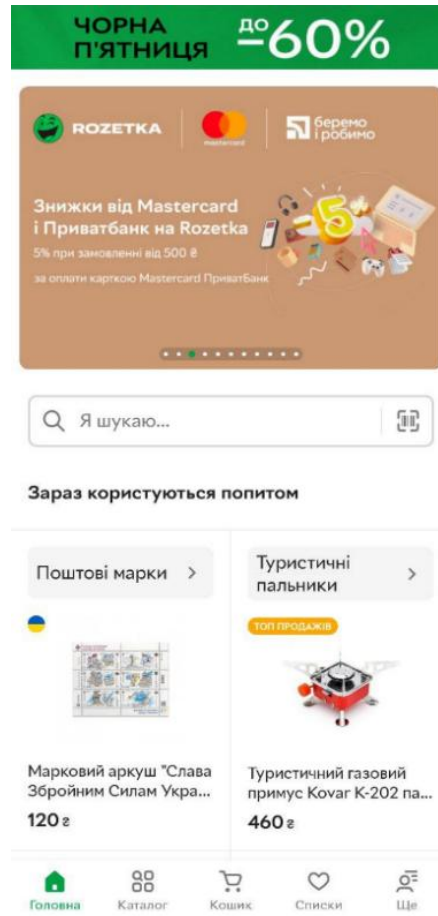 ЧОРНА
П'ЯТНИЦЯ
ДО
–60%
ROZETKA
mastercard
беремо
і робимо
Знижки від Mastercard
і Приватбанк на Rozetka
5% при замовленні від 500 ₴
за оплати карткою Mastercard ПриватБанк
-5
Я шукаю...
Зараз користуються попитом
Поштові марки
Туристичні
пальники
ТОП ПРОДАЖІВ
Марковий аркуш "Слава
Збройним Силам Укра...
120 ₴
Туристичний газовий
примус Kovar K-202 па...
460 ₴
Головна
Каталог
Кошик
Списки
Ще